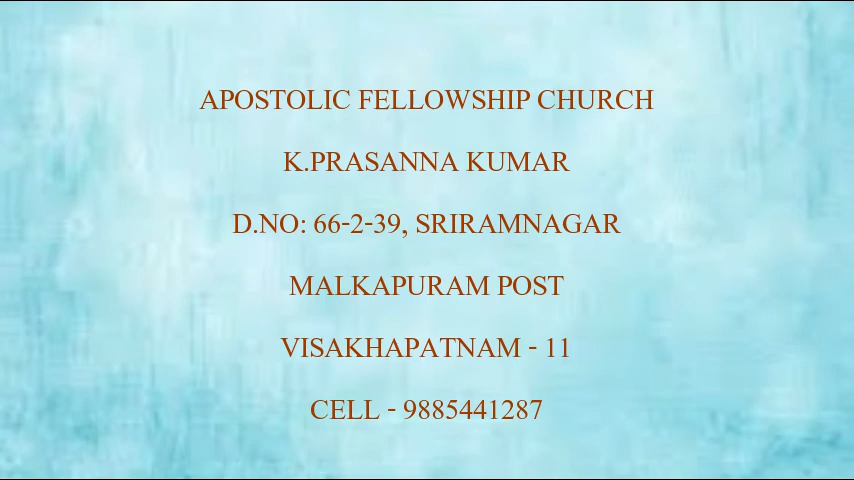 APOSTOLIC FELLOWSHIP CHURCH
K.PRASANNA KUMAR
D.NO: 66-2-39, SRIRAMNAGAR
MALKAPURAM POST
VISAKHAPATNAM - 11
CELL - 9885441287